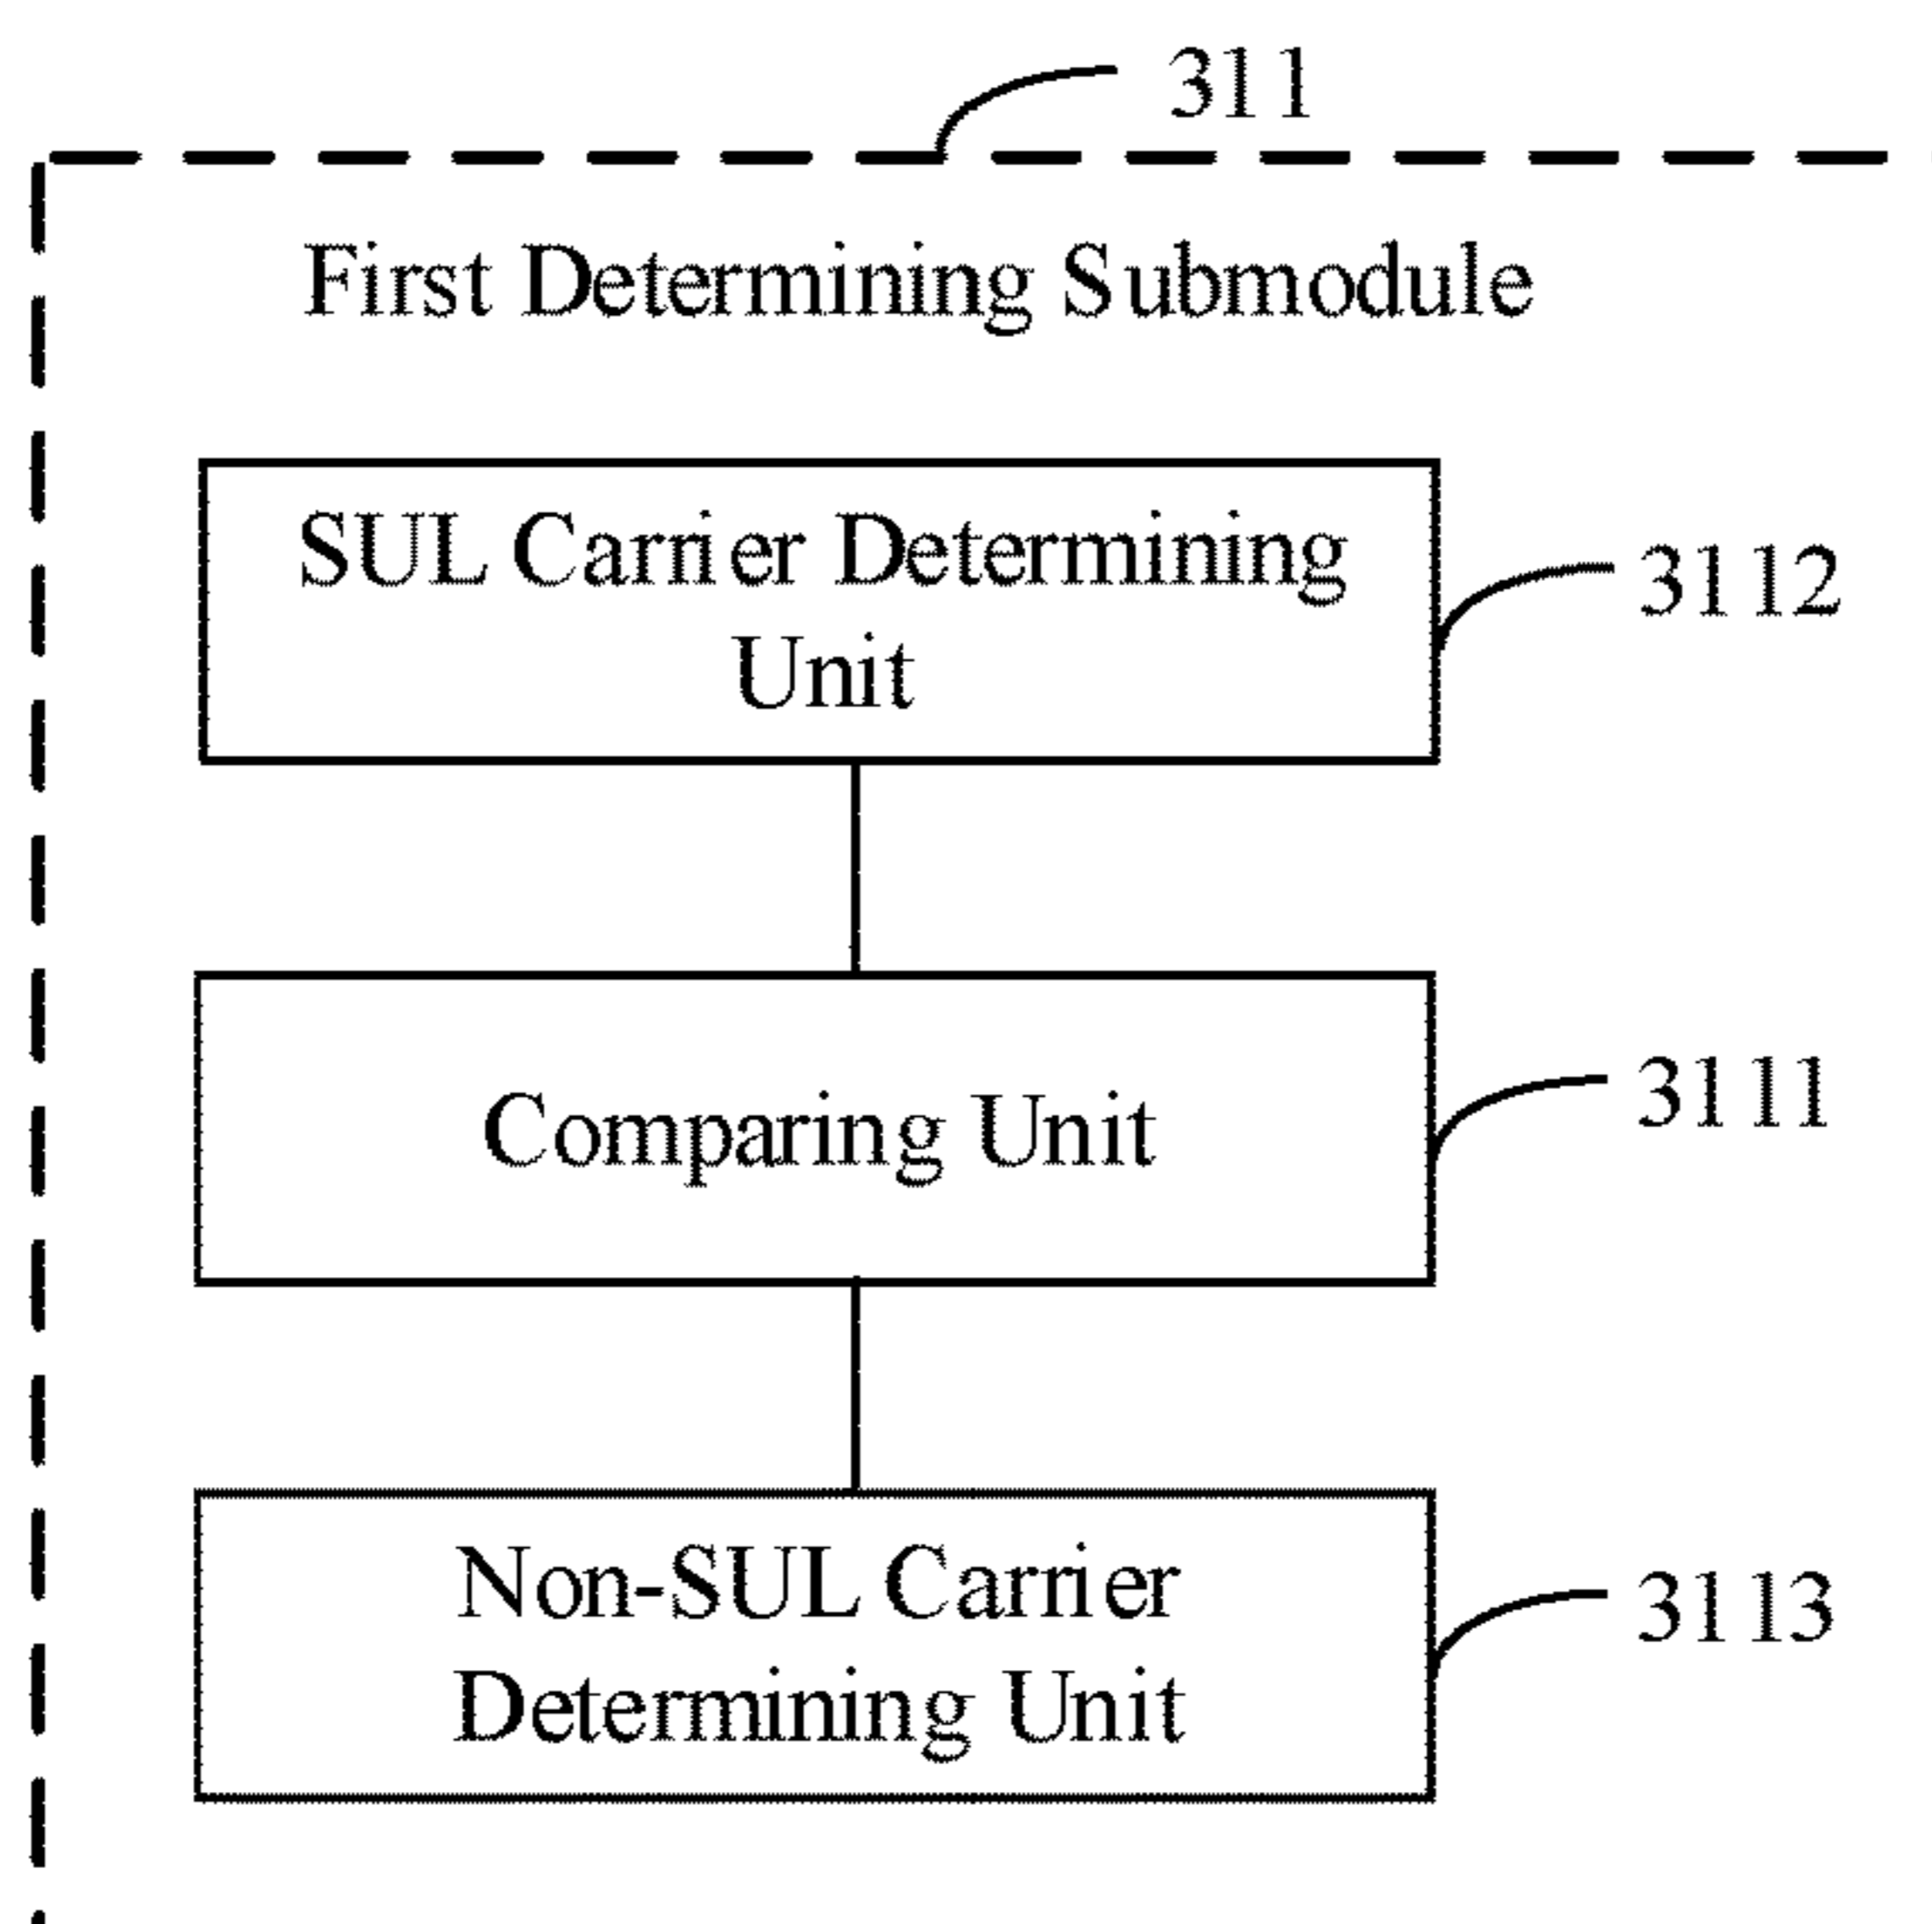 311
First Determining Submodule
SUL Carrier Determining
Unit
3112
Comparing Unit
3111
Non-SUL Carrier
Determining Unit
3113